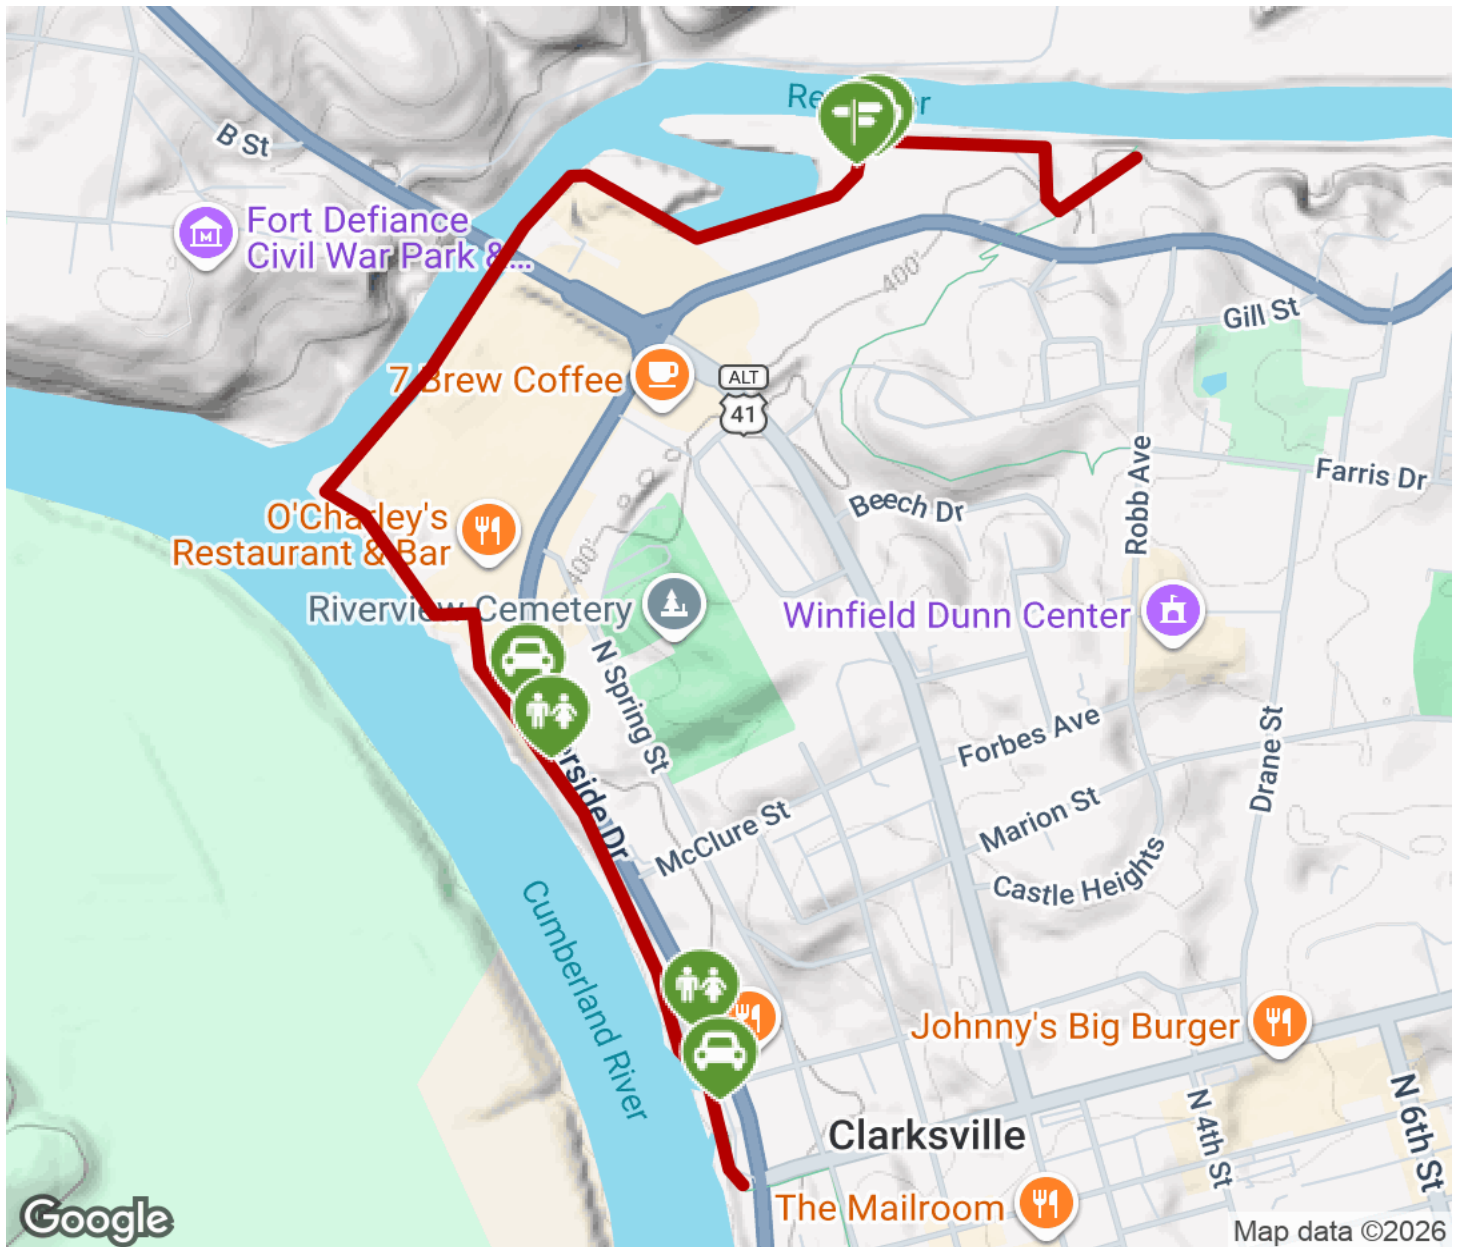 Re
r
B St
Fort Defiance
Civil War Park &...
400'
Gill St
7 Brew Coffee
ALT
41
Farris Dr
Robb Ave
Beech Dr
O'Charley's
Restaurant & Bar
400'
Riverview Cemetery
Winfield Dunn Center
N Spring St
Forbes Ave
Drane St
erside Dr
McClure St
Marion St
Castle Heights
Cumberland River
Johnny's Big Burger
N 4th St
N 6th St
Clarksville
The Mailroom
Google
Map data ©2026